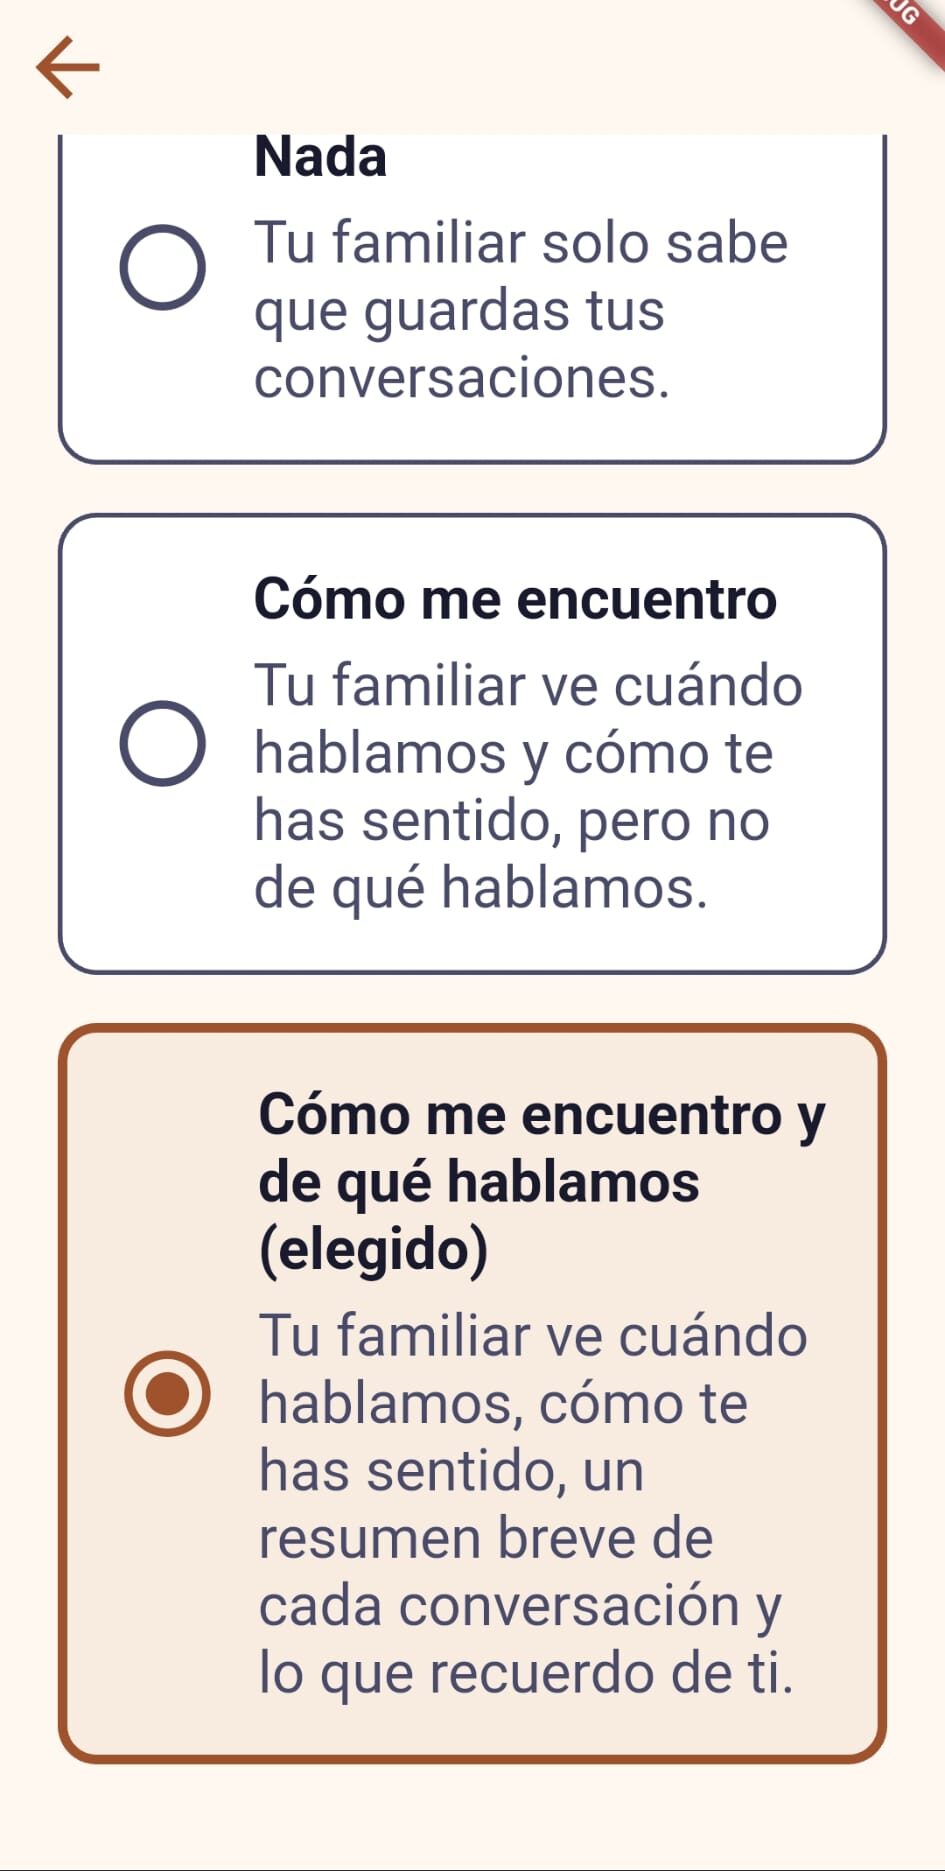 UG
Nada
Tu familiar solo sabe
que guardas tus
conversaciones.
Cómo me encuentro
Tu familiar ve cuándo
hablamos y cómo te
has sentido, pero no
de qué hablamos.
Cómo me encuentro y
de qué hablamos
(elegido)
Tu familiar ve cuándo
hablamos, cómo te
has sentido, un
resumen breve de
cada conversación y
lo que recuerdo de ti.